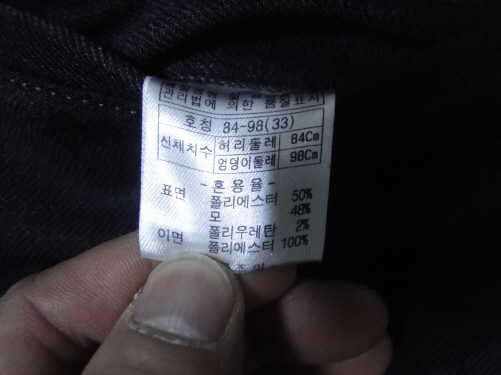 관리법에 의한 품질표시
호칭 84-98(33)
신체치수 허리둘레 84Cm
엉덩이둘레 98Cm
-혼용율-
표면 폴리에스터 50%
모 48%
폴리우레탄 2%
이면 폴리에스터 100%